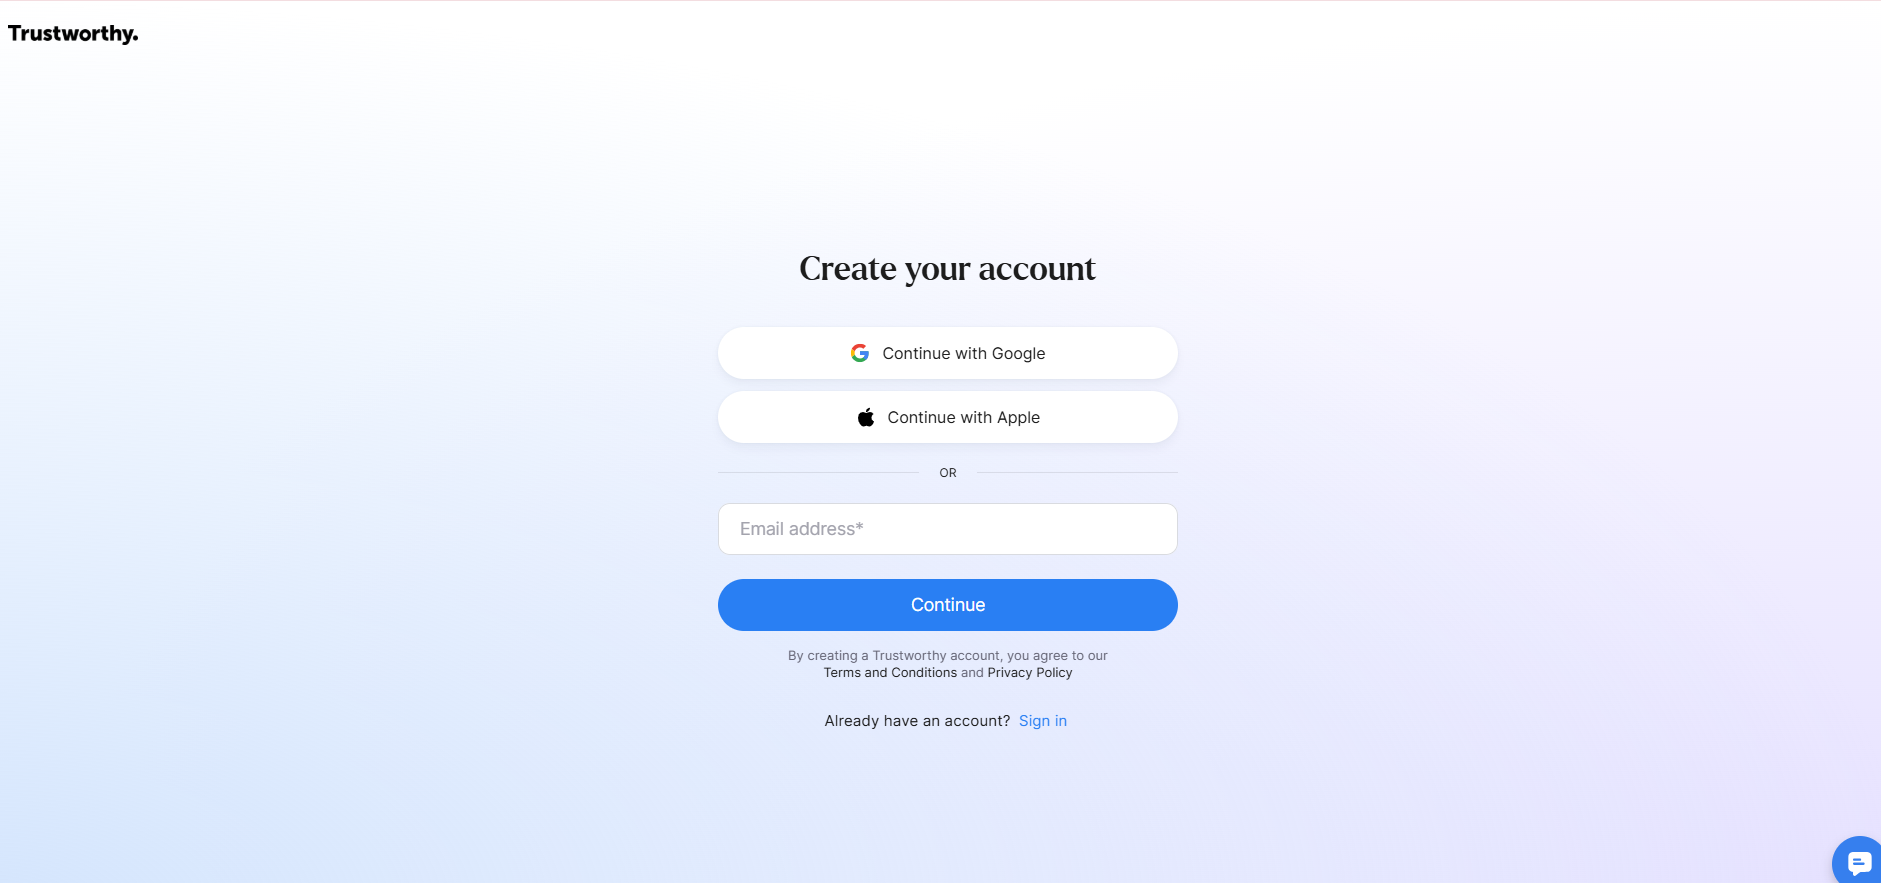 Trustworthy.
Create your account
Continue with Google
Continue with Apple
OR
Email address*
Continue
By creating a Trustworthy account, you agree to our
Terms and Conditions and Privacy Policy
Already have an account? Sign in